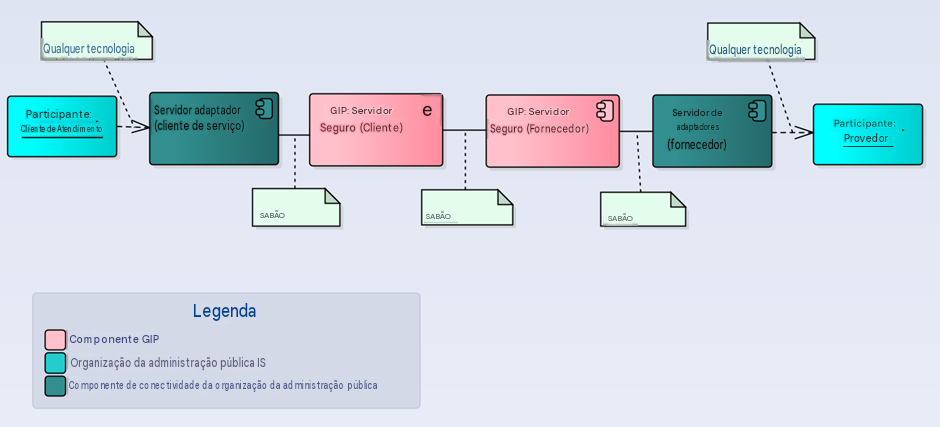 Qualquer tecnologia
Qualquer tecnologia
Participante:
Cliente de Atendimento
Servidor adaptador
(cliente de serviço)
GIP: Servidor
Seguro (Cliente)
e
GIP: Servidor
Seguro (Fornecedor)
Servidor de
adaptadores
(fornecedor)
Participante:
Provedor
SABÃO
SABÃO
SABÃO
Legenda
Componente GIP
Organização da administração pública IS
Componente de conectividade da organização da administração pública